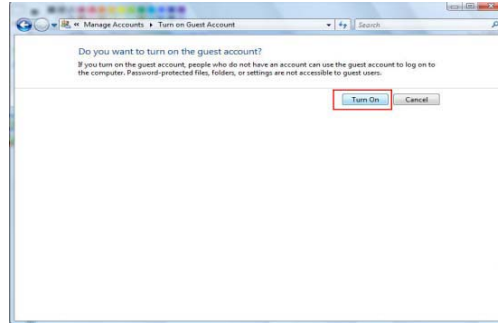 « Manage Accounts ▸ Turn on Guest Account
Search
Do you want to turn on the guest account?
If you turn on the guest account, people who do not have an account can use the guest account to log on to
the computer. Password-protected files, folders, or settings are not accessible to guest users.
Turn On
Cancel